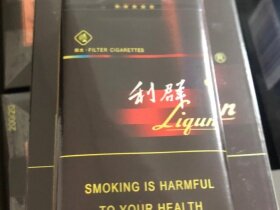 FILTER CIGARETTES
利群
®
Liqun
SMOKING IS HARMFUL
TO YOUR HEALTH